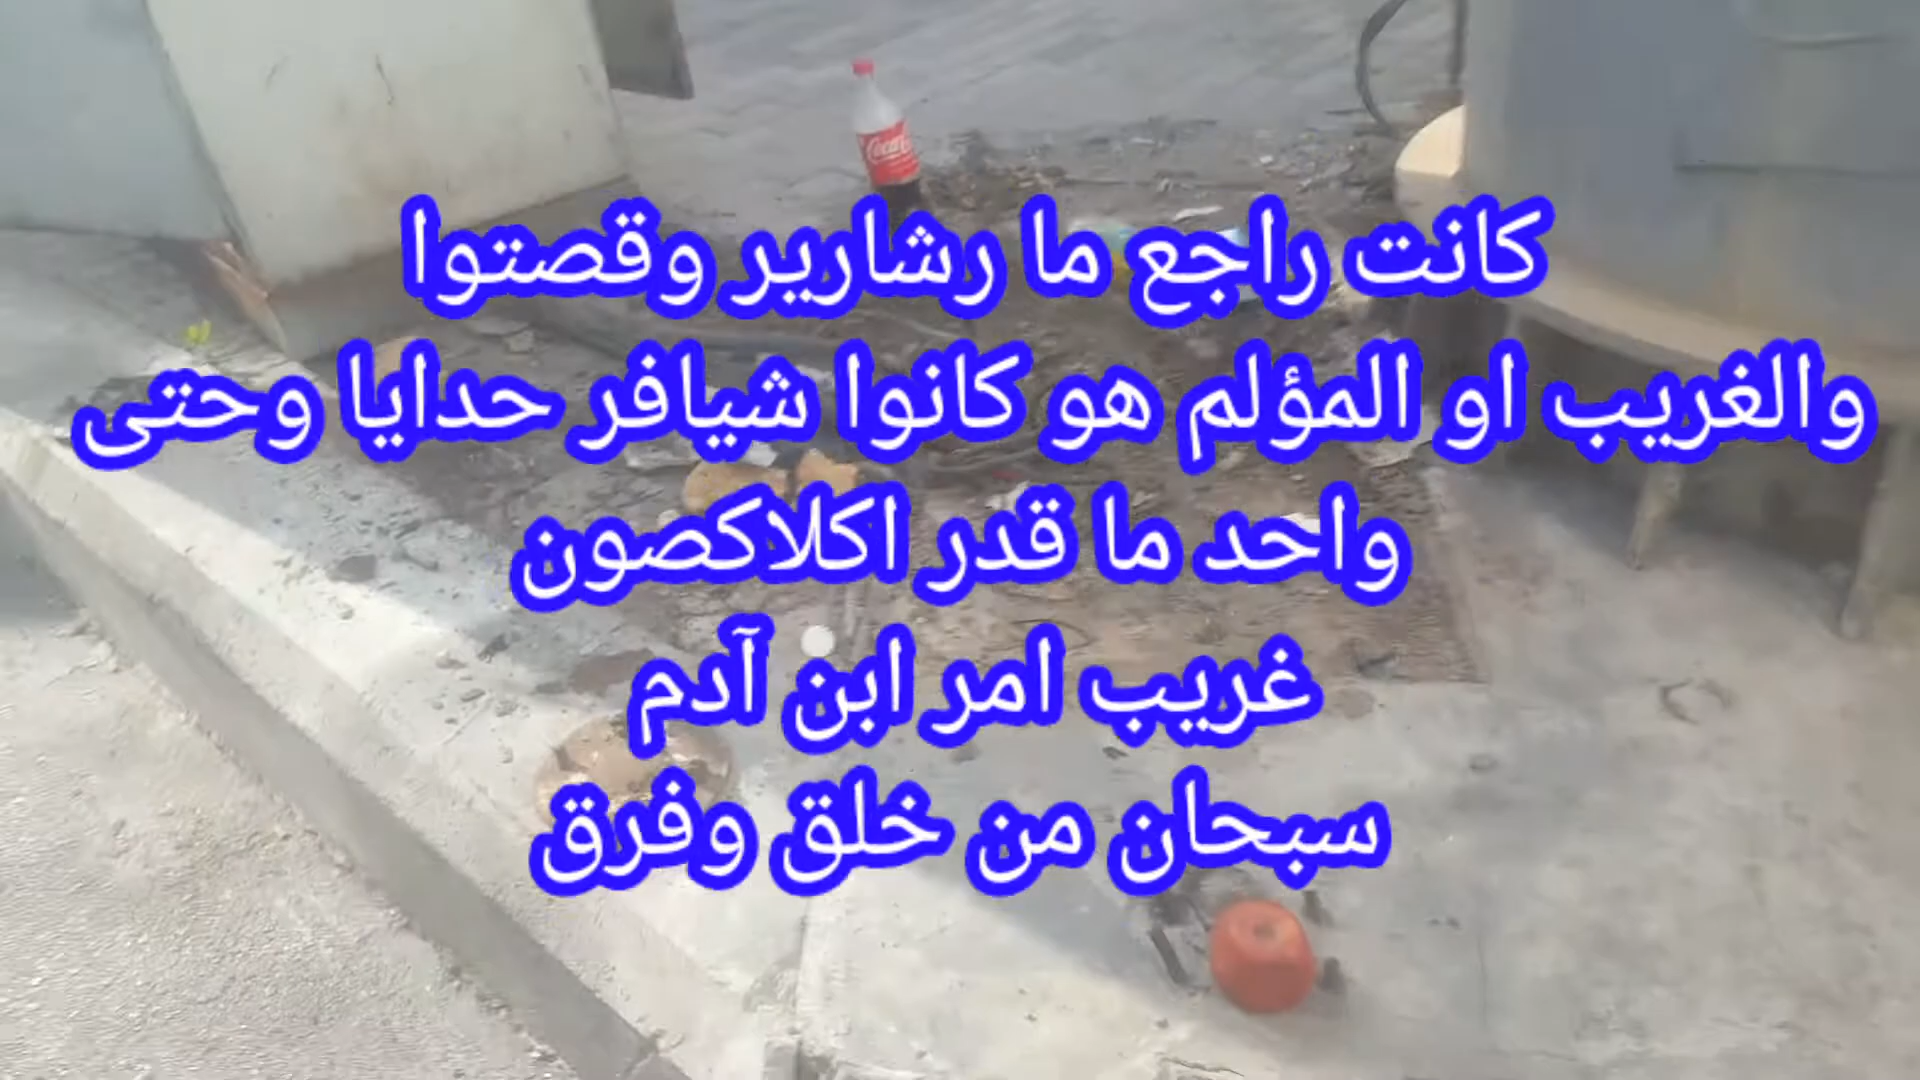 Coca-C
كانت راجع ما رشارير وقصتوا
والغريب او المؤلم هو كانوا شيافر حدايا وحتى
واحد ما قدر اكلاكصون
غريب امر ابن آدم
سبحان من خلق وفرق